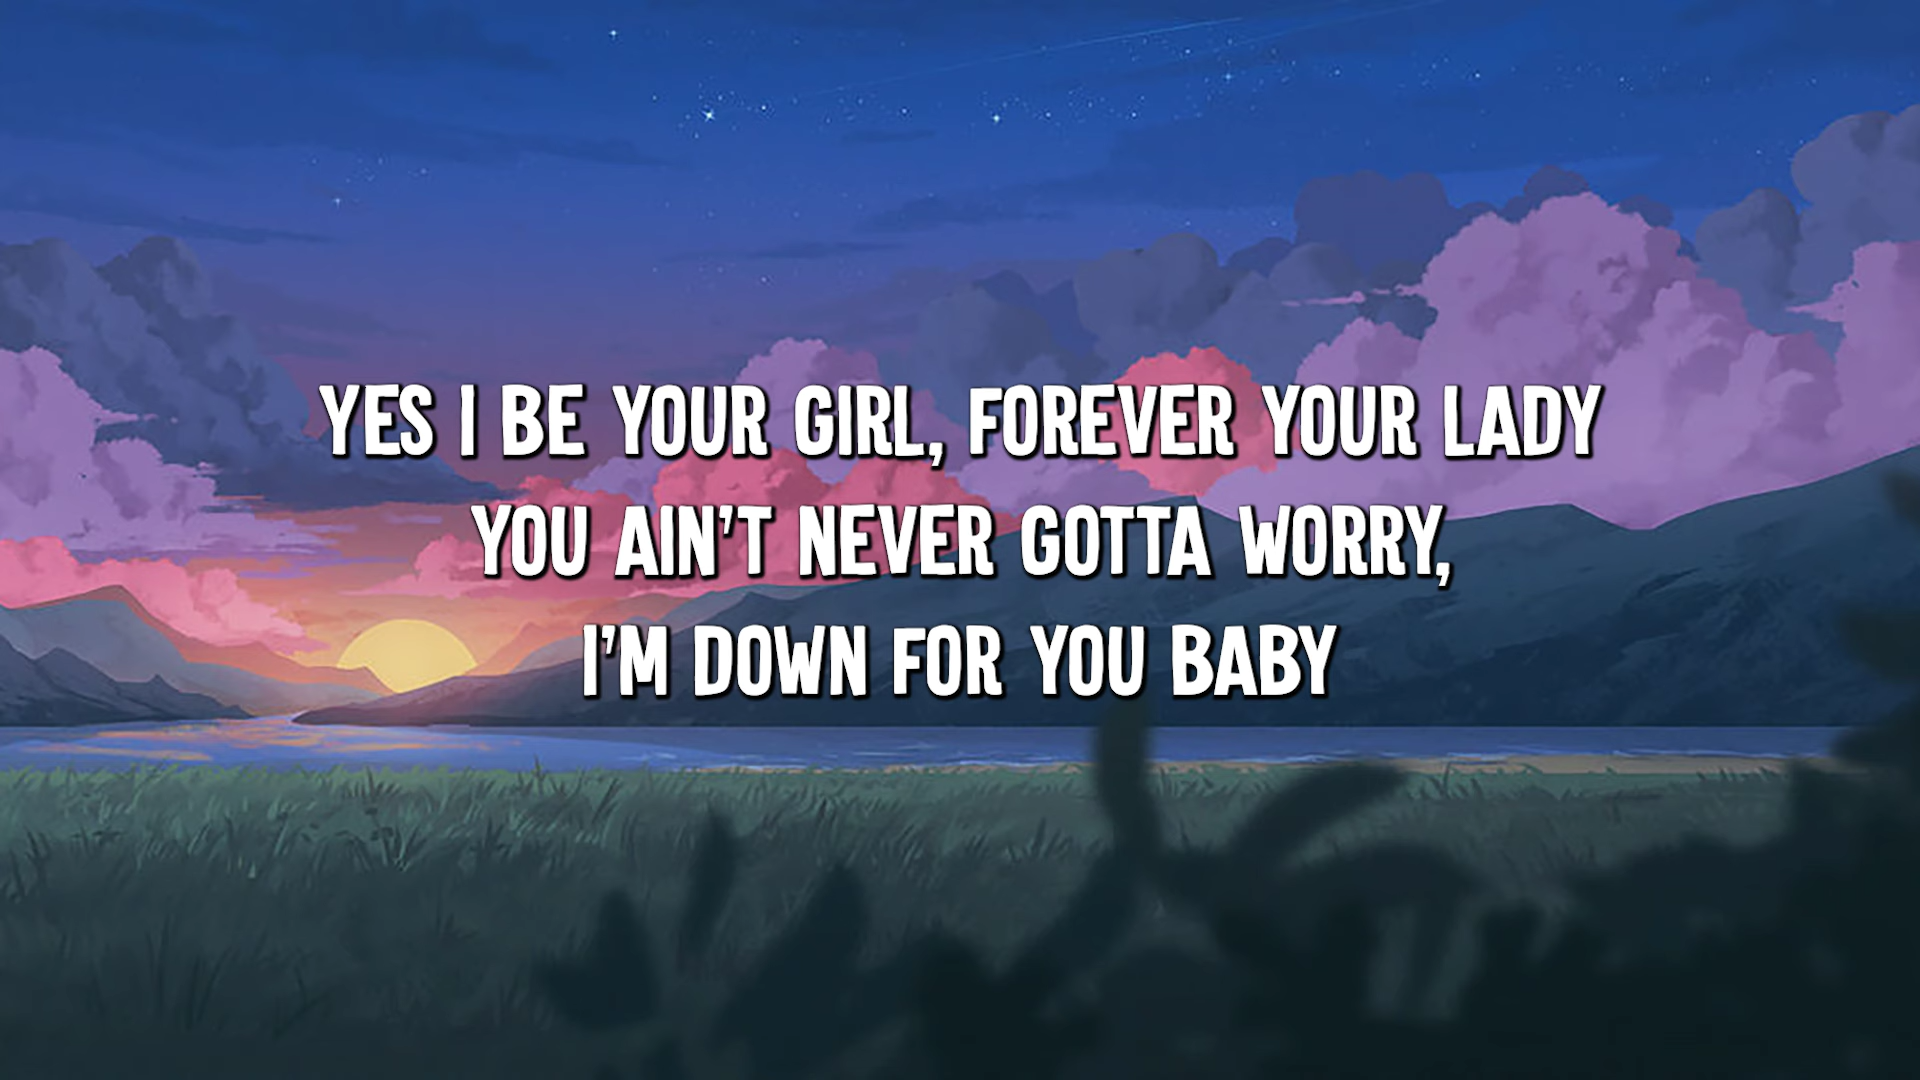 YES I BE YOUR GIRL, FOREVER YOUR LADY
YOU AIN'T NEVER GOTTA WORRY,
I'M DOWN FOR YOU BABY